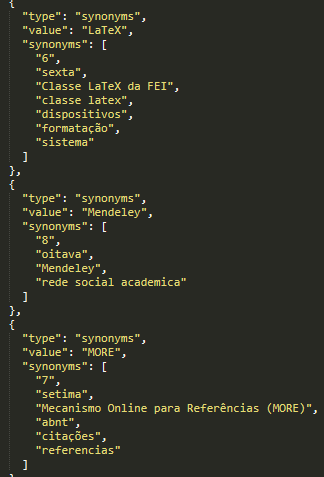 {
"type": "synonyms",
"value": "LaTeX",
"synonyms": [
"6",
"sexta",
"Classe LaTeX da FEI",
"classe latex",
"dispositivos",
"formatação",
"sistema"
]
},
{
"type": "synonyms",
"value": "Mendeley",
"synonyms": [
"8",
"oitava",
"Mendeley",
"rede social academica"
]
},
{
"type": "synonyms",
"value": "MORE",
"synonyms": [
"7",
"setima",
"Mecanismo Online para Referências (MORE)",
"abnt",
"citações",
"referencias"
]
}